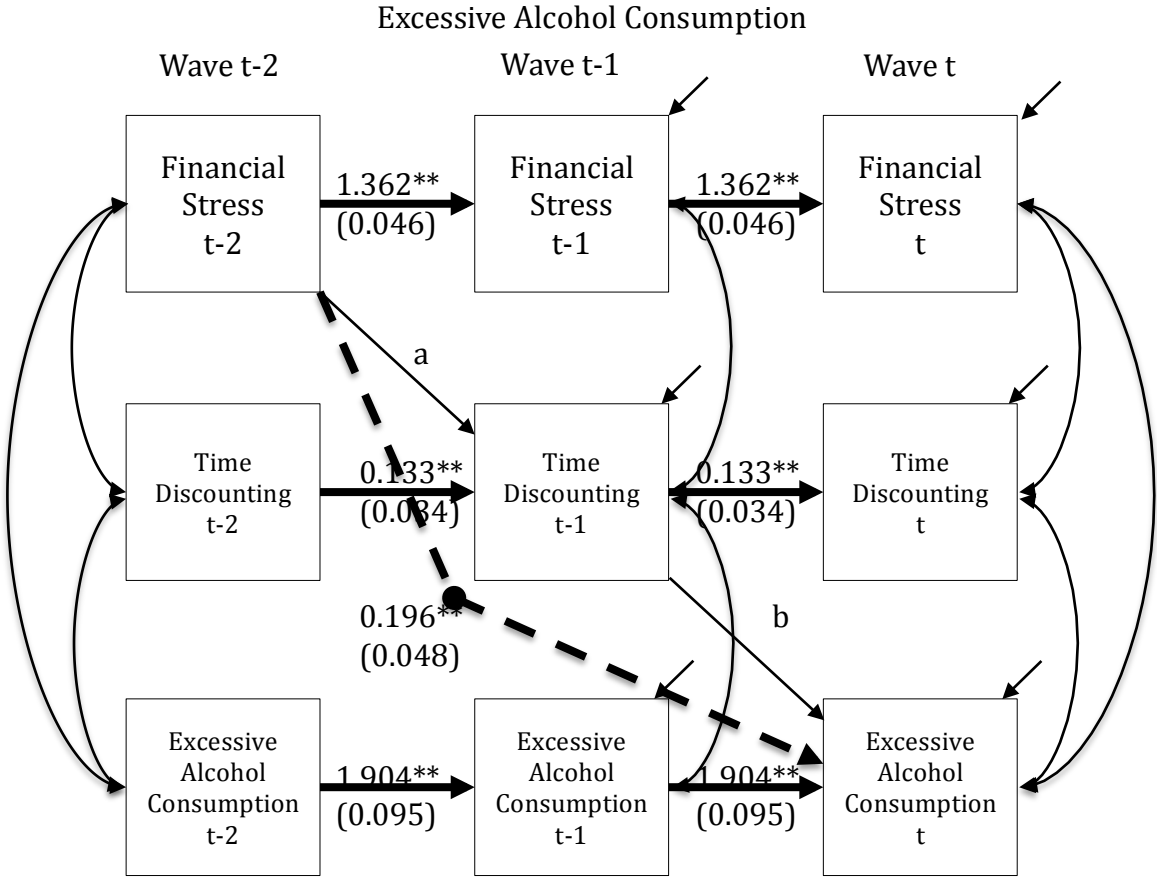 Excessive Alcohol Consumption
Wave t-2
Wave t-1
Wave t
Financial
Stress
t-2
1.362**
(0.046)
Financial
Stress
t-1
1.362**
(0.046)
Financial
Stress
t
a
Time
Discounting
t-2
0.133**
(0.034)
Time
Discounting
t-1
0.133**
(0.034)
Time
Discounting
t
0.196**
(0.048)
b
Excessive
Alcohol
Consumption
t-2
1.904**
(0.095)
Excessive
Alcohol
Consumption
t-1
1.904**
(0.095)
Excessive
Alcohol
Consumption
t